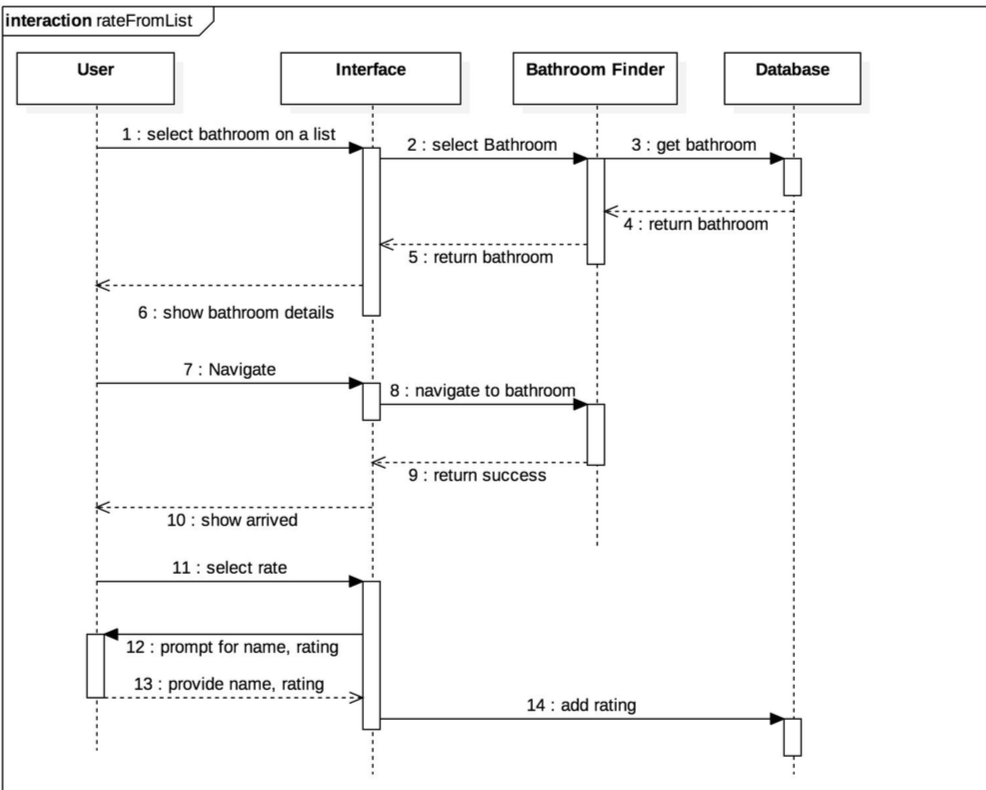 interaction rateFromList
User
Interface
Bathroom Finder
Database
1 : select bathroom on a list
2 : select Bathroom
3 : get bathroom
4 : return bathroom
5 : return bathroom
6 : show bathroom details
7 : Navigate
8 : navigate to bathroom
9 : return success
10 : show arrived
11 : select rate
12 : prompt for name, rating
13 : provide name, rating
14 : add rating